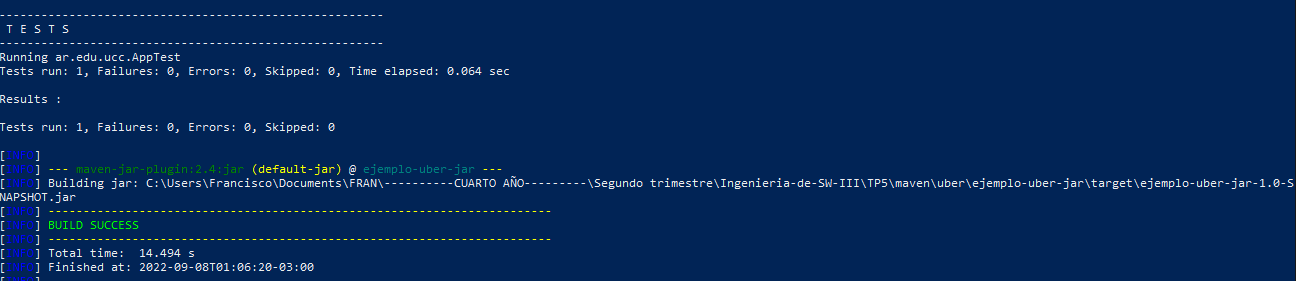 -------------------------------------------------------
 T E S T S
-------------------------------------------------------
Running ar.edu.ucc.AppTest
Tests run: 1, Failures: 0, Errors: 0, Skipped: 0, Time elapsed: 0.064 sec

Results :

Tests run: 1, Failures: 0, Errors: 0, Skipped: 0

[INFO]
[INFO] --- maven-jar-plugin:2.4:jar (default-jar) @ ejemplo-uber-jar ---
[INFO] Building jar: C:\Users\Francisco\Documents\FRAN\----------CUARTO AÑO---------\Segundo trimestre\Ingenieria-de-SW-III\TP5\maven\uber\ejemplo-uber-jar\target\ejemplo-uber-jar-1.0-S
NAPSHOT.jar
[INFO] ------------------------------------------------------------------------
[INFO] BUILD SUCCESS
[INFO] ------------------------------------------------------------------------
[INFO] Total time:  14.494 s
[INFO] Finished at: 2022-09-08T01:06:20-03:00